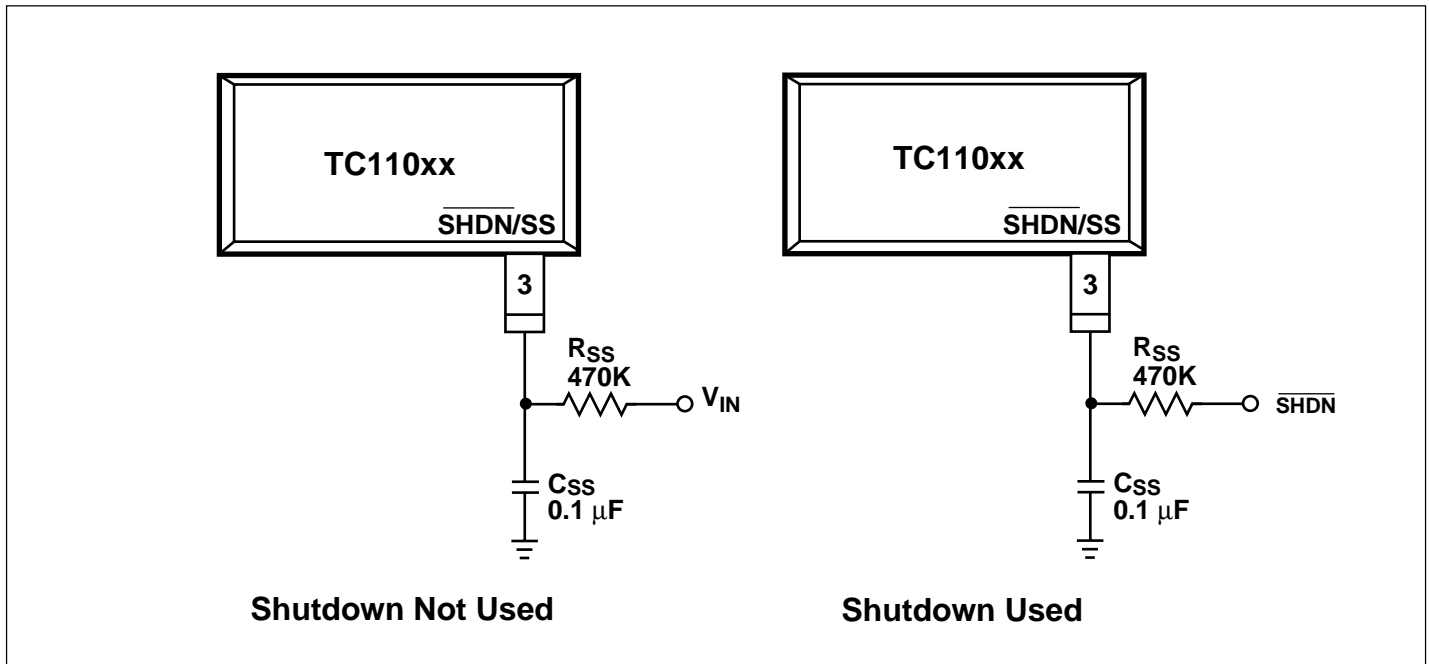 TC110xx
SHDN/SS
3
RSS
470K
VIN
CSS
0.1 μF
Shutdown Not Used
TC110xx
SHDN/SS
3
RSS
470K
SHDN
CSS
0.1 μF
Shutdown Used